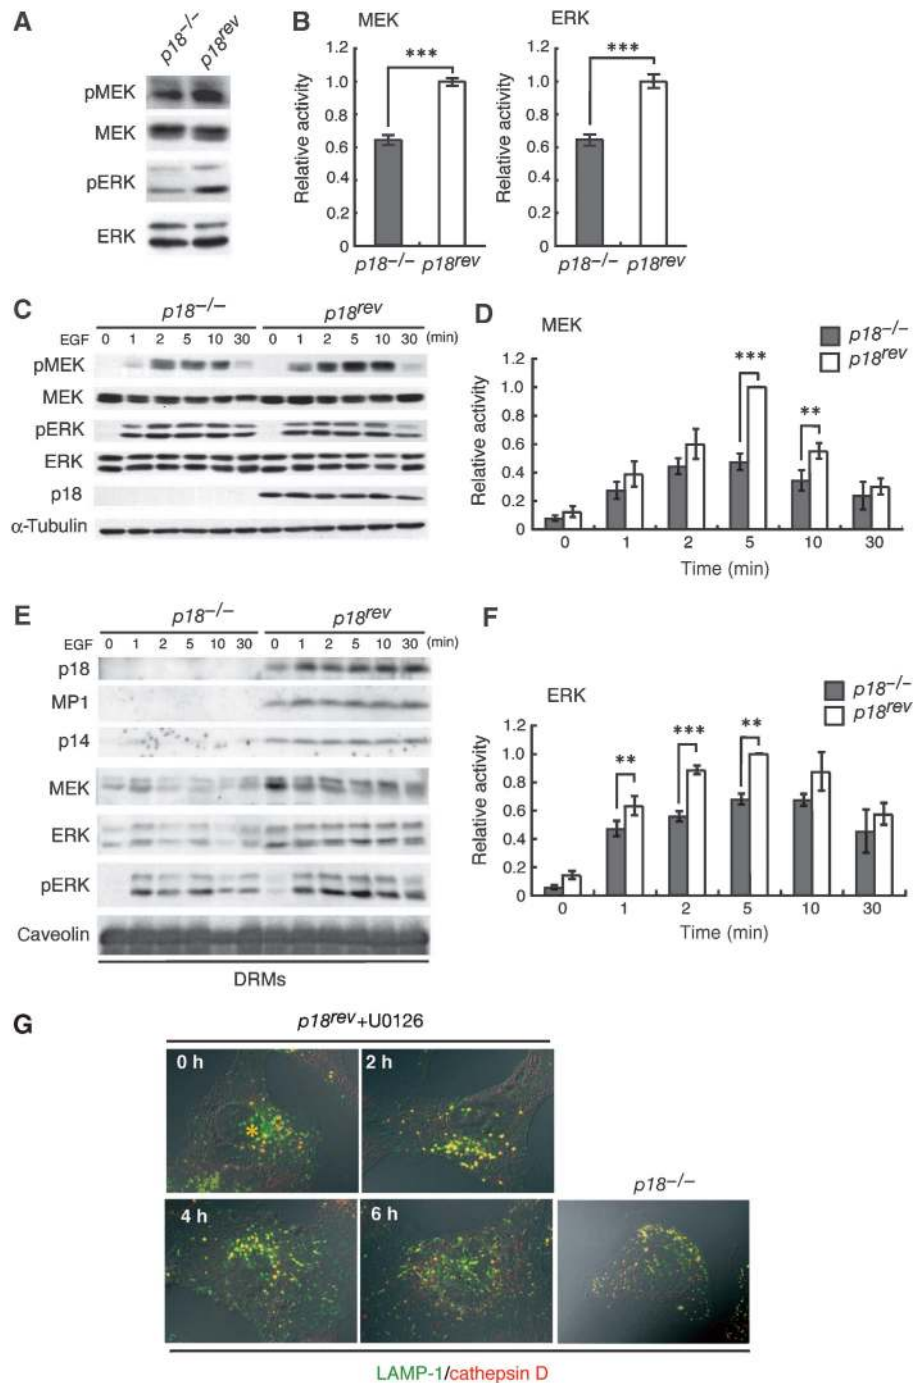 A
p18−/− p18rev
pMEK
MEK
pERK
ERK
B
MEK
1.2
1.0
0.8
0.6
0.4
0.2
0
Relative activity
***
p18−/− p18rev
ERK
1.2
1.0
0.8
0.6
0.4
0.2
0
Relative activity
***
p18−/− p18rev
C
p18−/− p18rev
EGF 0 1 2 5 10 30 0 1 2 5 10 30 (min)
pMEK
MEK
pERK
ERK
p18
α-Tubulin
D
MEK
p18−/−
p18rev
1.2
1.0
0.8
0.6
0.4
0.2
0
Relative activity
***
**
0 1 2 5 10 30
Time (min)
E
p18−/− p18rev
EGF 0 1 2 5 10 30 0 1 2 5 10 30 (min)
p18
MP1
p14
MEK
ERK
pERK
Caveolin
DRMs
F
ERK
p18−/−
p18rev
1.2
1.0
0.8
0.6
0.4
0.2
0
Relative activity
**
***
**
0 1 2 5 10 30
Time (min)
G
p18rev+U0126
0 h
*
2 h
4 h
6 h
p18−/−
LAMP-1/cathepsin D